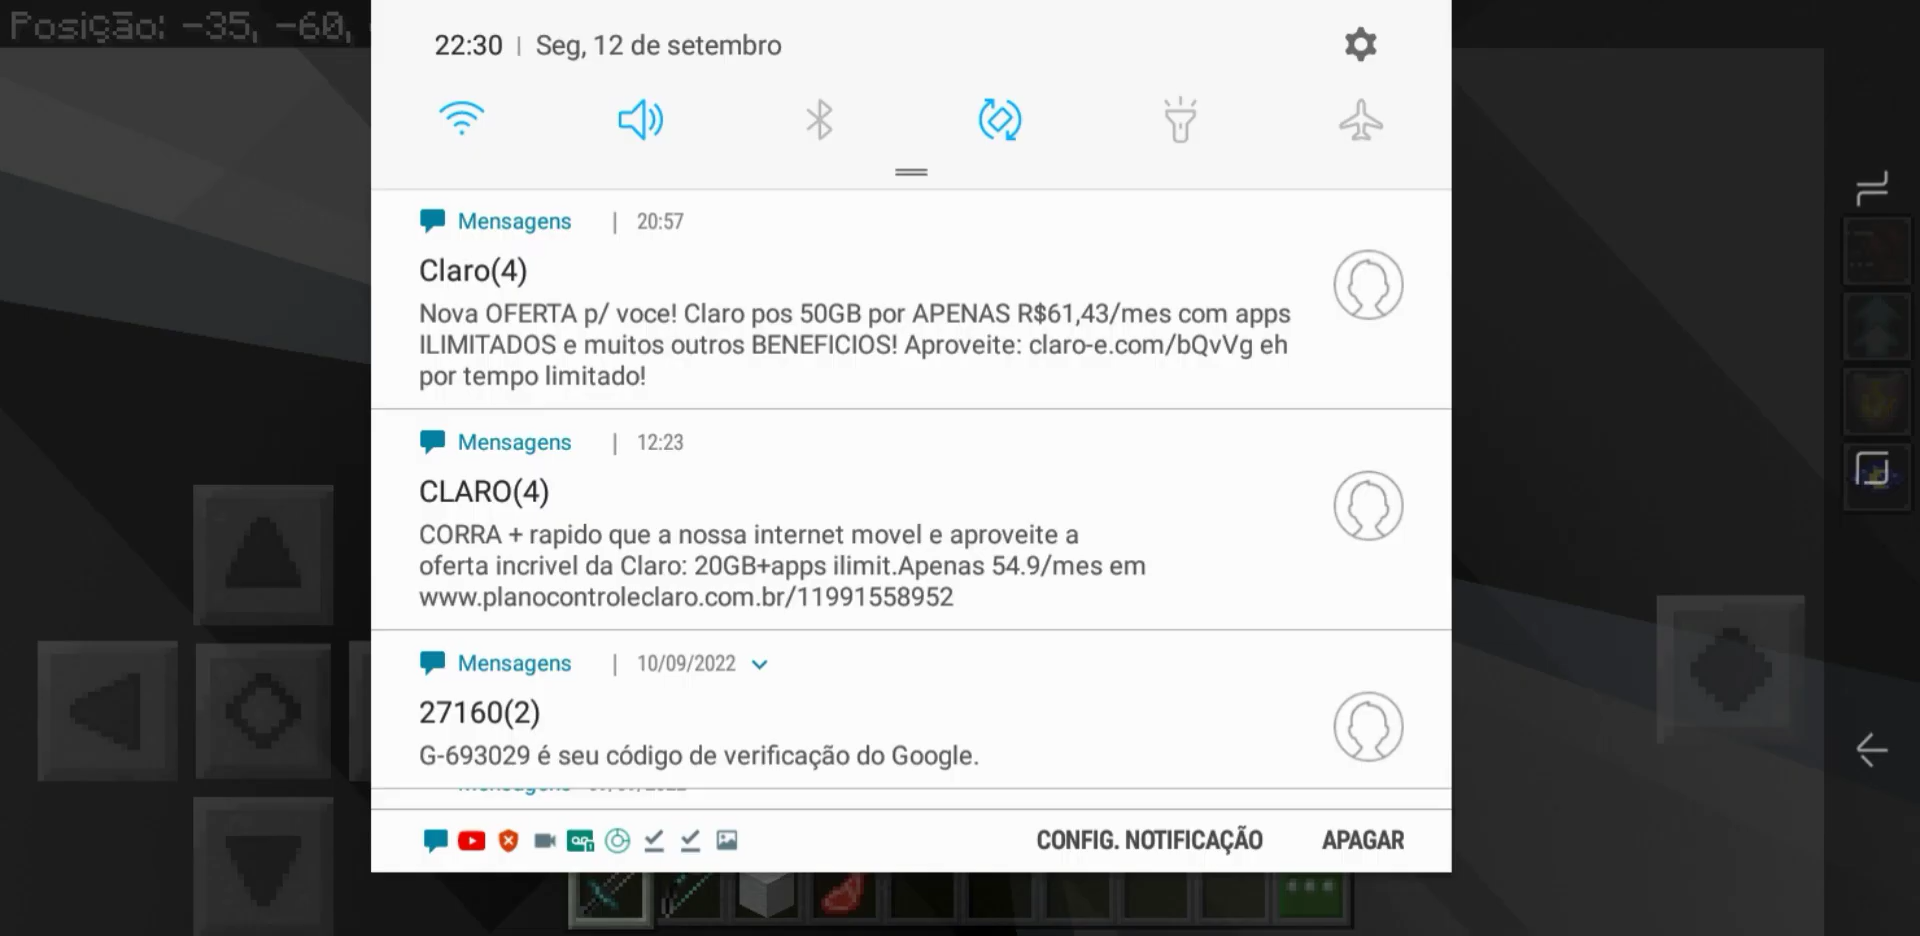 Posição: -35, -60,
22:30 | Seg, 12 de setembro
Mensagens | 20:57
Claro(4)
Nova OFERTA p/ voce! Claro pos 50GB por APENAS R$61,43/mes com apps
ILIMITADOS e muitos outros BENEFICIOS! Aproveite: claro-e.com/bQvVg eh
por tempo limitado!
Mensagens | 12:23
CLARO(4)
CORRA + rapido que a nossa internet movel e aproveite a
oferta incrivel da Claro: 20GB+apps ilimit.Apenas 54.9/mes em
www.planocontroleclaro.com.br/11991558952
Mensagens | 10/09/2022
27160(2)
G-693029 é seu código de verificação do Google.
CONFIG. NOTIFICAÇÃO APAGAR